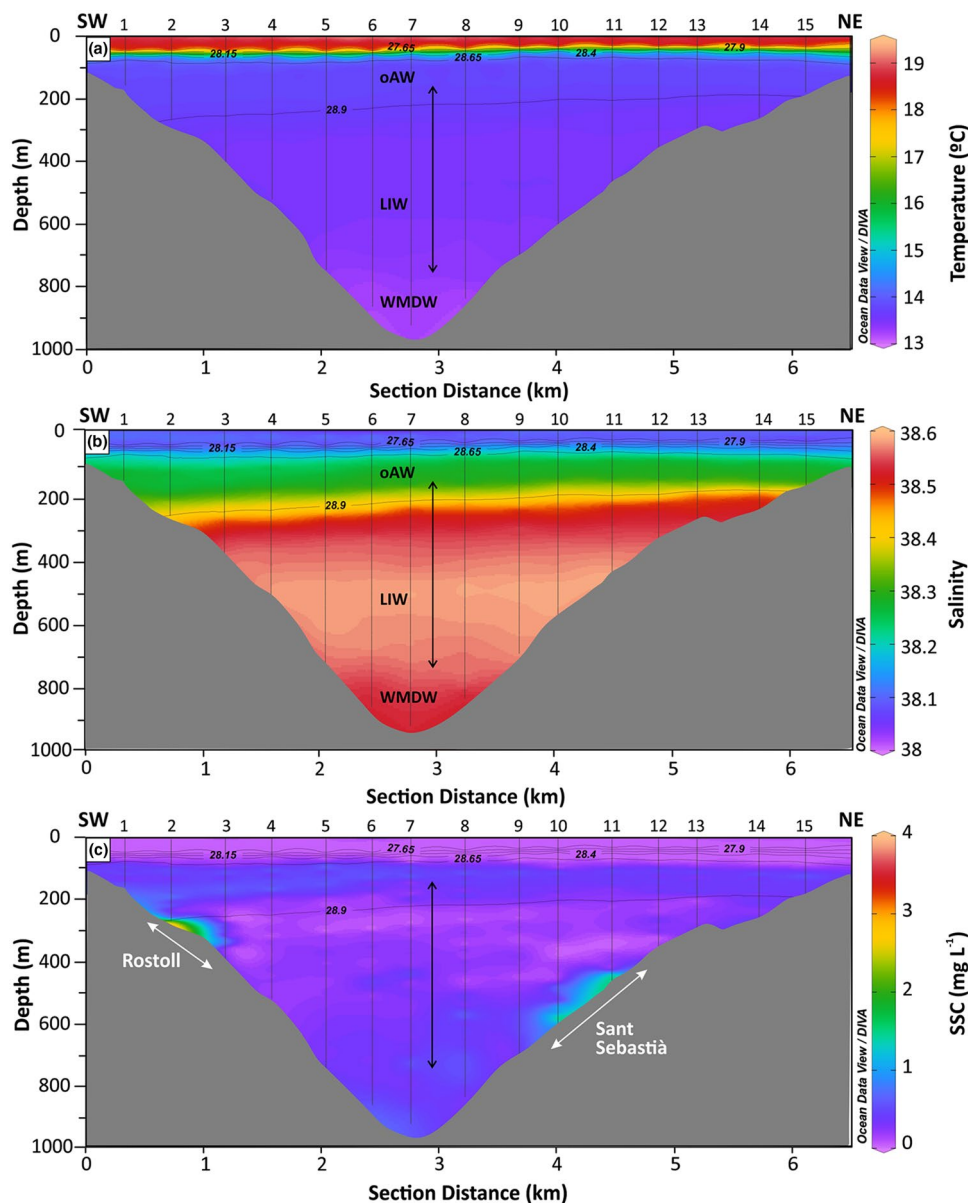 SW 1 2 3 4 5 6 7 8 9 10 11 12 13 14 15 NE
(a)
0
200
400
600
800
1000
Depth (m)
28.15 27.65 28.65 28.4 27.9
oAW
28.9
LIW
WMDW
0 1 2 3 4 5 6
Section Distance (km)
Ocean Data View / DIVA
19
18
17
16
15
14
13
Temperature (ºC)
SW 1 2 3 4 5 6 7 8 9 10 11 12 13 14 15 NE
(b)
0
200
400
600
800
1000
Depth (m)
28.15 27.65 28.65 28.4 27.9
oAW
28.9
LIW
WMDW
0 1 2 3 4 5 6
Section Distance (km)
Ocean Data View / DIVA
38.6
38.5
38.4
38.3
38.2
38.1
38
Salinity
SW 1 2 3 4 5 6 7 8 9 10 11 12 13 14 15 NE
(c)
0
200
400
600
800
1000
Depth (m)
28.15 27.65 28.65 28.4 27.9
28.9
Rostoll
Sant
Sebastià
0 1 2 3 4 5 6
Section Distance (km)
Ocean Data View / DIVA
4
3
2
1
0
SSC (mg L⁻¹)